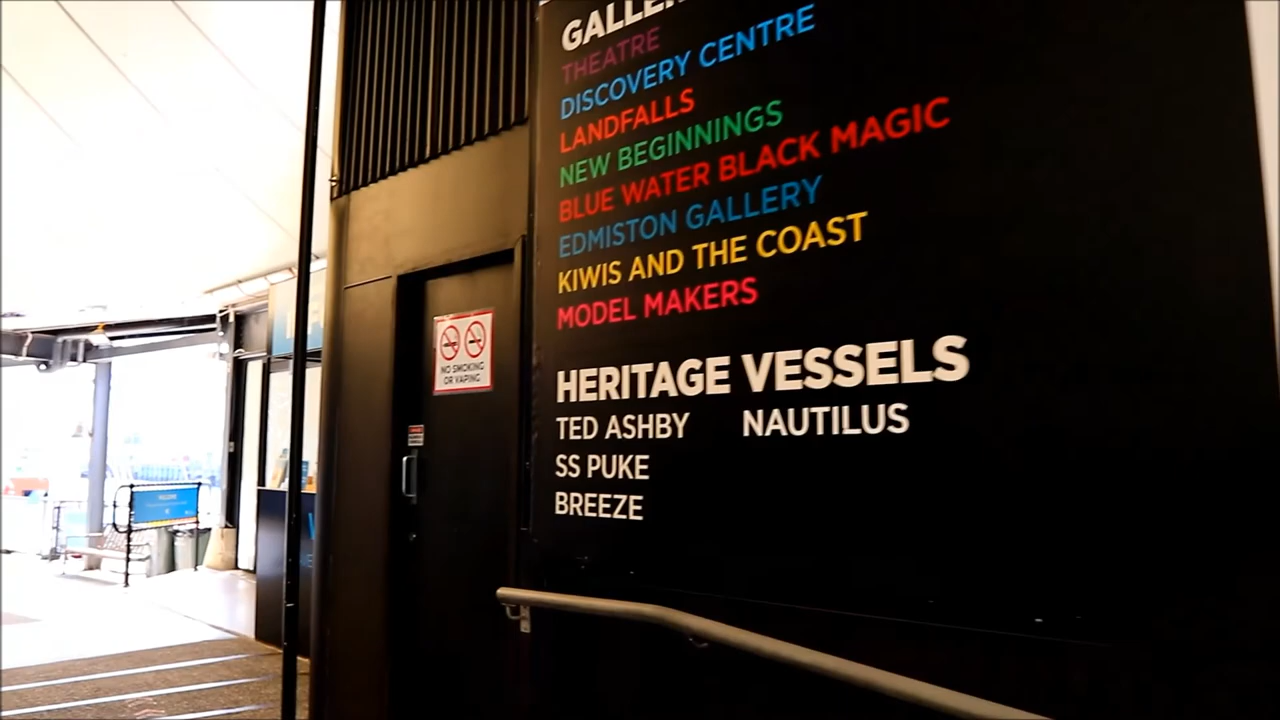 THEATRE
DISCOVERY CENTRE
LANDFALLS
NEW BEGINNINGS
BLUE WATER BLACK MAGIC
EDMISTON GALLERY
KIWIS AND THE COAST
MODEL MAKERS
HERITAGE VESSELS
TED ASHBY NAUTILUS
SS PUKE
BREEZE
NO SMOKING
OR VAPING
WELCOME